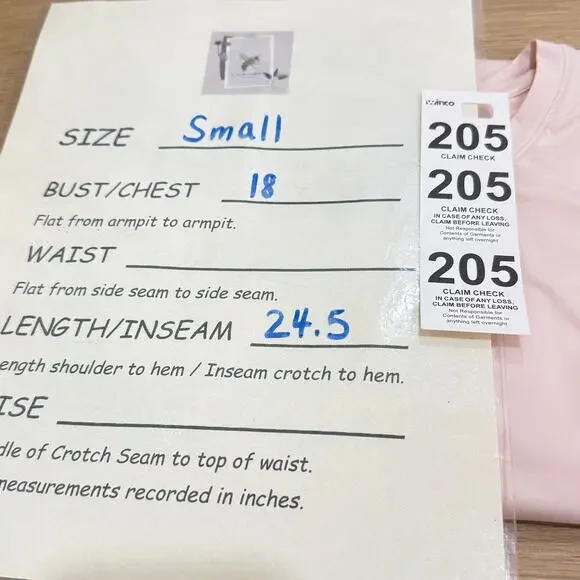 SIZE Small
BUST/CHEST 18
Flat from armpit to armpit.
WAIST
Flat from side seam to side seam.
LENGTH/INSEAM 24.5
ength shoulder to hem / Inseam crotch to hem.
ISE
dle of Crotch Seam to top of waist.
measurements recorded in inches.
winco
205
CLAIM CHECK
205
CLAIM CHECK
IN CASE OF ANY LOSS,
CLAIM BEFORE LEAVING
Not Responsible for
Contents of Garments or
anything left overnight
205
CLAIM CHECK
IN CASE OF ANY LOSS,
CLAIM BEFORE LEAVING
Not Responsible for
Contents of Garments or
anything left overnight